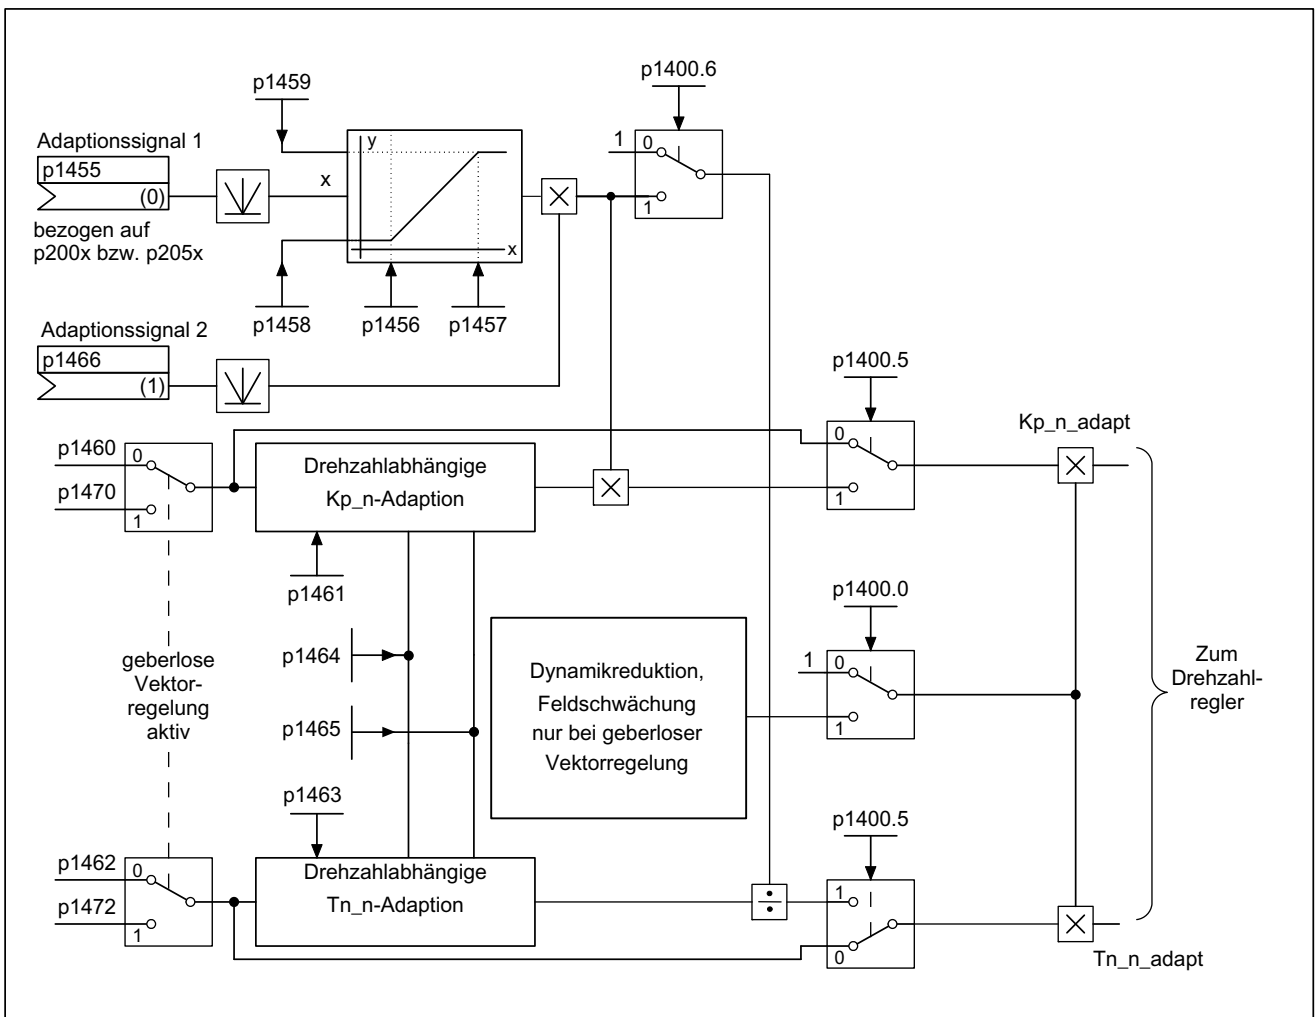 p1459
p1400.6
Adaptionssignal 1
p1455
(0)
bezogen auf
p200x bzw. p205x
x
y
x
1
0
1
p1458
p1456
p1457
Adaptionssignal 2
p1466
(1)
p1400.5
0
1
Kp_n_adapt
p1460
0
p1470
1
Drehzahlabhängige
Kp_n-Adaption
p1461
p1464
p1465
p1463
geberlose
Vektor-
regelung
aktiv
Dynamikreduktion,
Feldschwächung
nur bei geberloser
Vektorregelung
p1400.0
1
0
1
Zum
Drehzahl-
regler
p1462
0
p1472
1
Drehzahlabhängige
Tn_n-Adaption
p1400.5
1
0
Tn_n_adapt